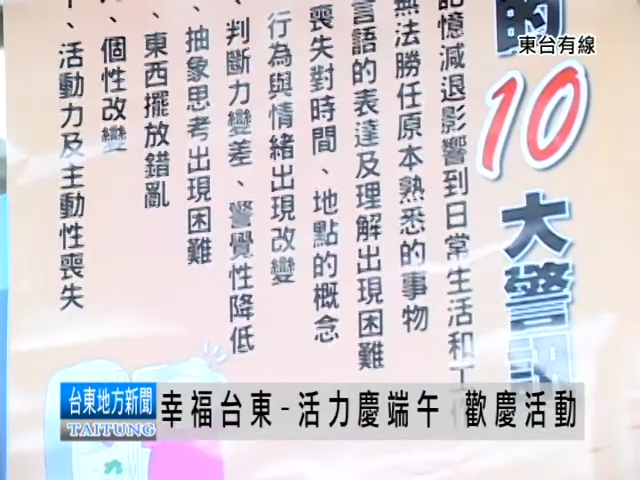 東台有線
的10大警訊
記憶減退影響到日常生活和工作
無法勝任原本熟悉的事物
言語的表達及理解出現困難
喪失對時間、地點的概念
判斷力變差、警覺性降低
行為與情緒出現改變
抽象思考出現困難
、東西擺放錯亂
、個性改變
、活動力及主動性喪失
台東地方新聞
TAITUNG
幸福台東-活力慶端午 歡慶活動